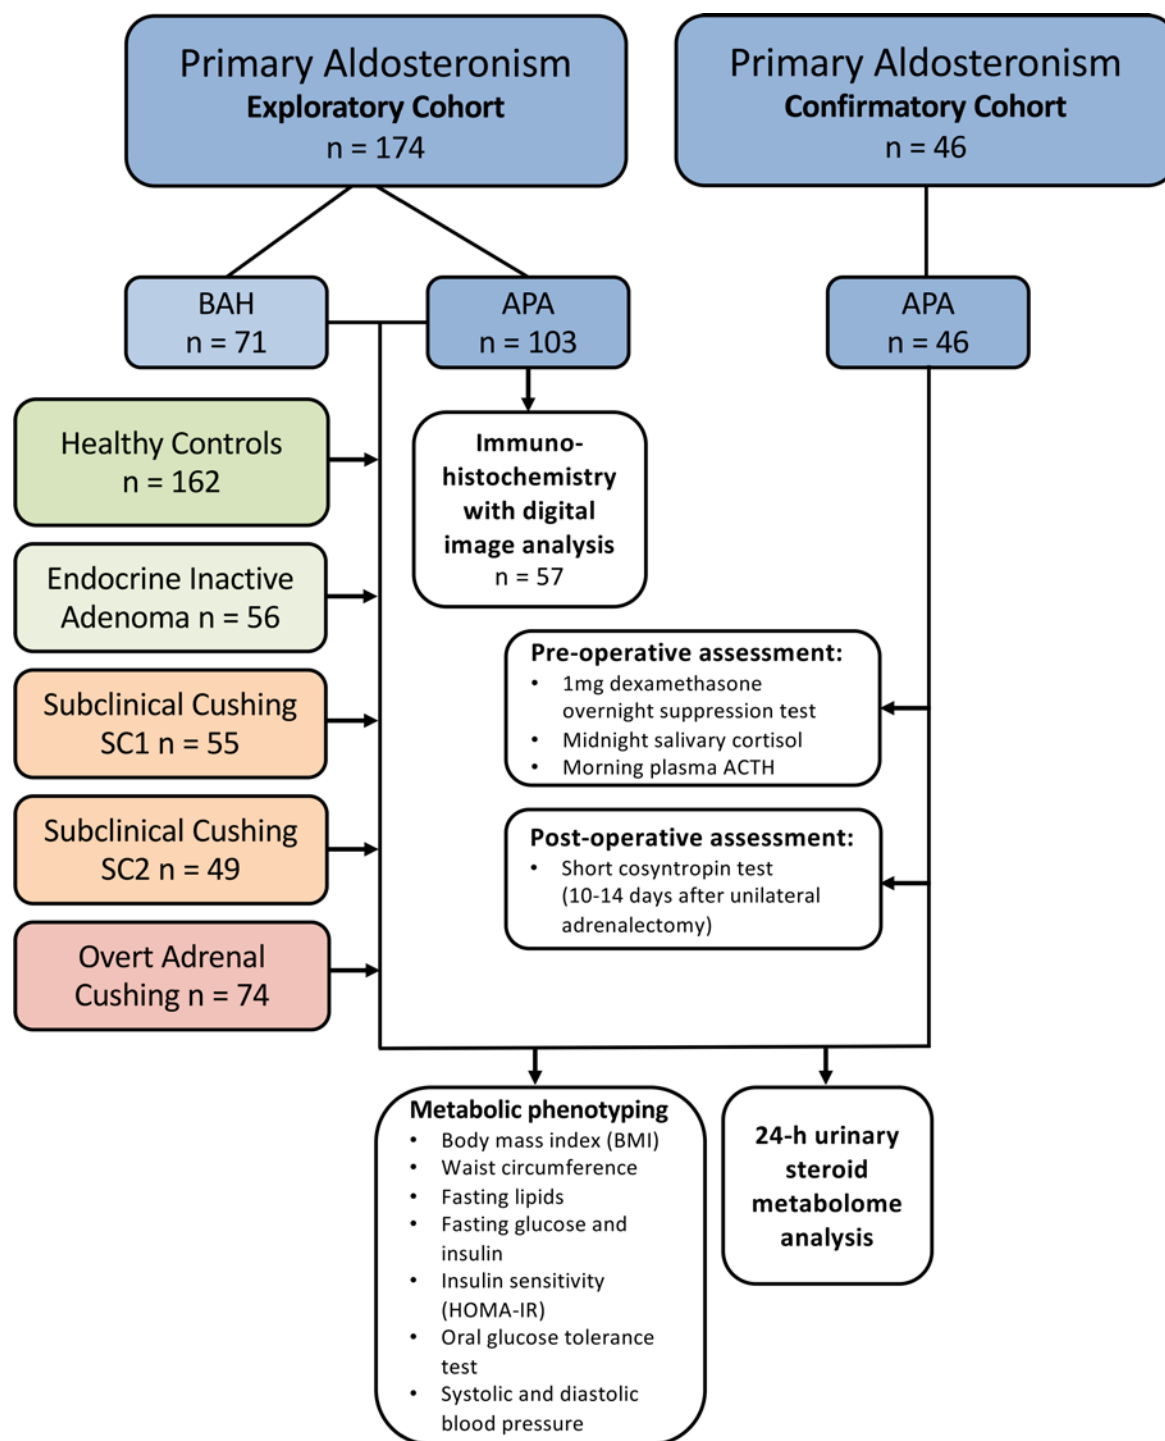 Primary Aldosteronism
Exploratory Cohort
n = 174
Primary Aldosteronism
Confirmatory Cohort
n = 46
BAH
n = 71
APA
n = 103
APA
n = 46
Healthy Controls
n = 162
Immuno-
histochemistry
with digital
image analysis
n = 57
Endocrine Inactive
Adenoma n = 56
Subclinical Cushing
SC1 n = 55
Pre-operative assessment:
• 1mg dexamethasone
overnight suppression test
• Midnight salivary cortisol
• Morning plasma ACTH
Subclinical Cushing
SC2 n = 49
Post-operative assessment:
• Short cosyntropin test
(10-14 days after unilateral
adrenalectomy)
Overt Adrenal
Cushing n = 74
Metabolic phenotyping
• Body mass index (BMI)
• Waist circumference
• Fasting lipids
• Fasting glucose and
insulin
• Insulin sensitivity
(HOMA-IR)
• Oral glucose tolerance
test
• Systolic and diastolic
blood pressure
24-h urinary
steroid
metabolome
analysis